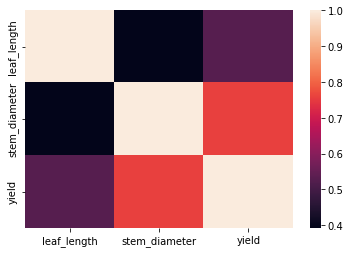 leaf_length
stem_diameter
yield
leaf_length
stem_diameter
yield
1.0
0.9
0.8
0.7
0.6
0.5
0.4